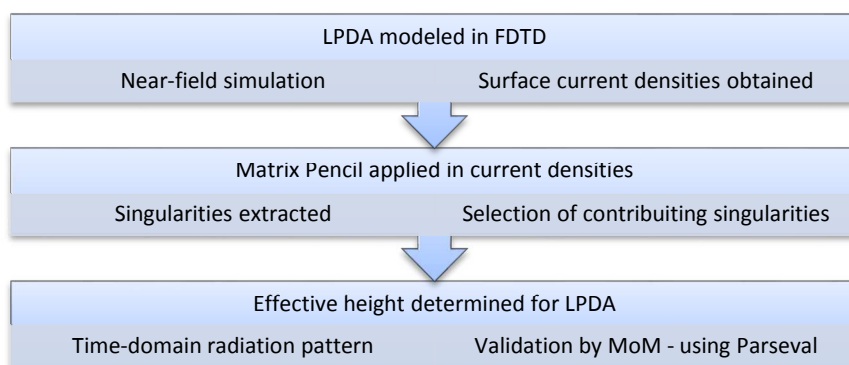 LPDA modeled in FDTD
Near-field simulation Surface current densities obtained
Matrix Pencil applied in current densities
Singularities extracted Selection of contribuiting singularities
Effective height determined for LPDA
Time-domain radiation pattern Validation by MoM - using Parseval